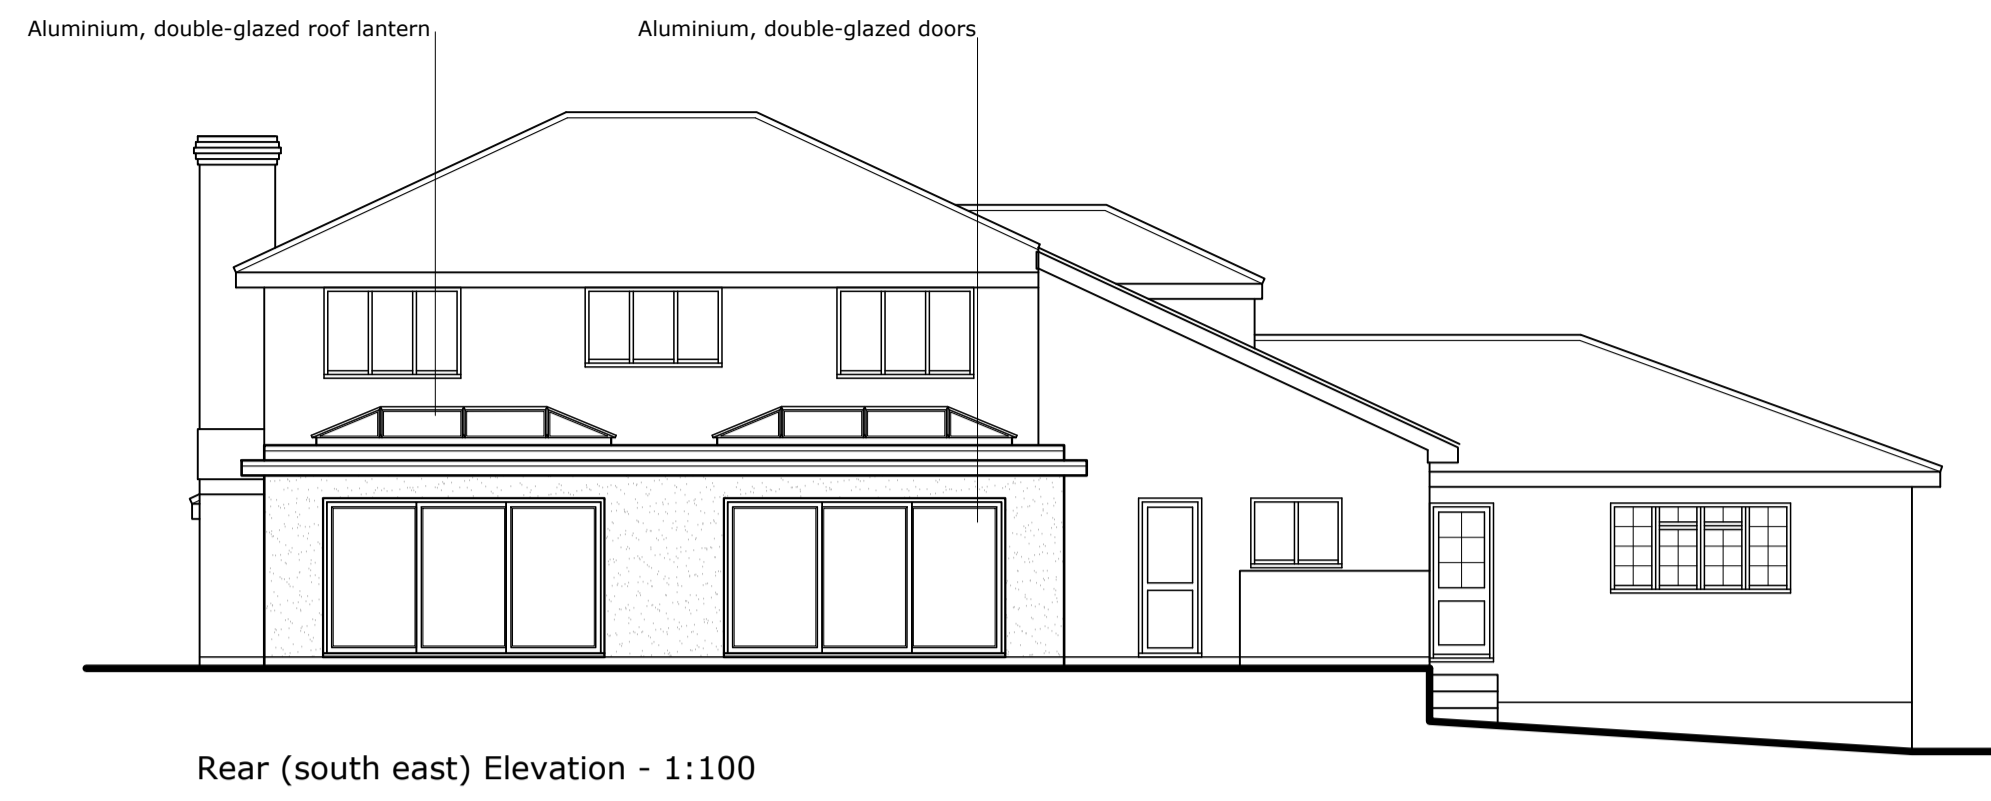 Aluminium, double-glazed roof lantern
Aluminium, double-glazed doors
Rear (south east) Elevation - 1:100